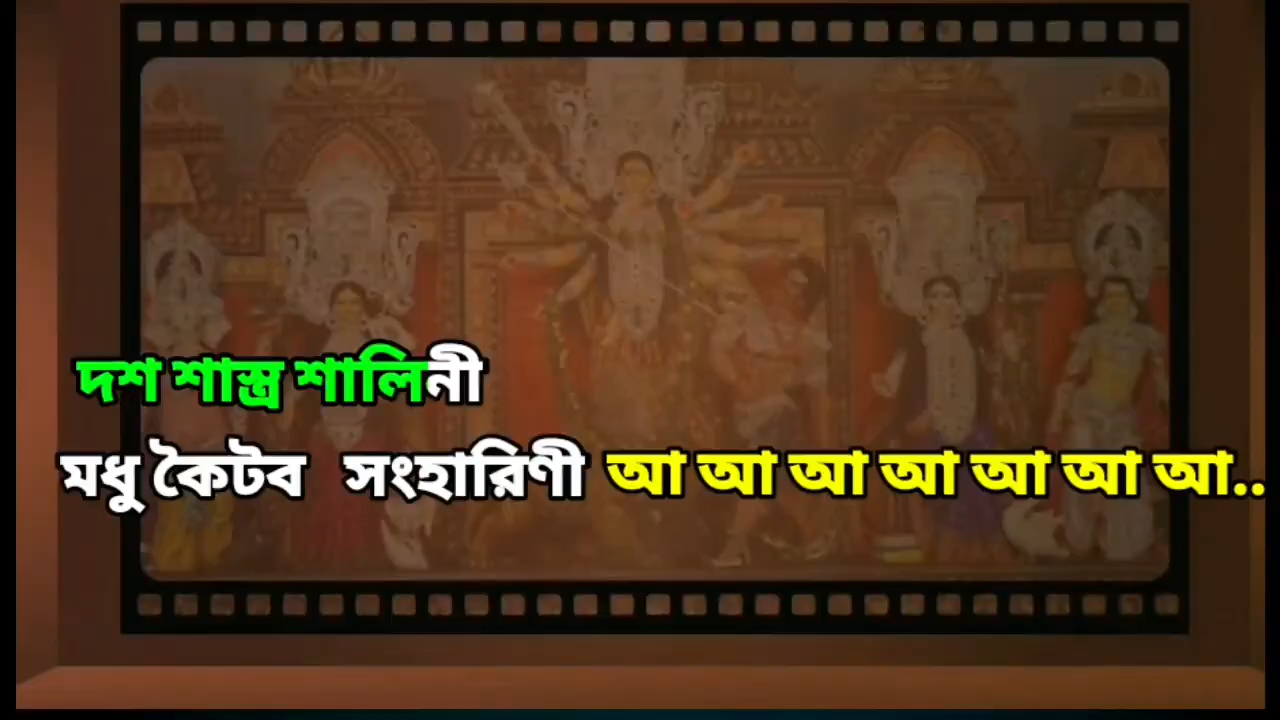 দশ শাস্ত্র শালিনী
মধু কৈটব সংহারিণী আ আ আ আ আ আ আ..